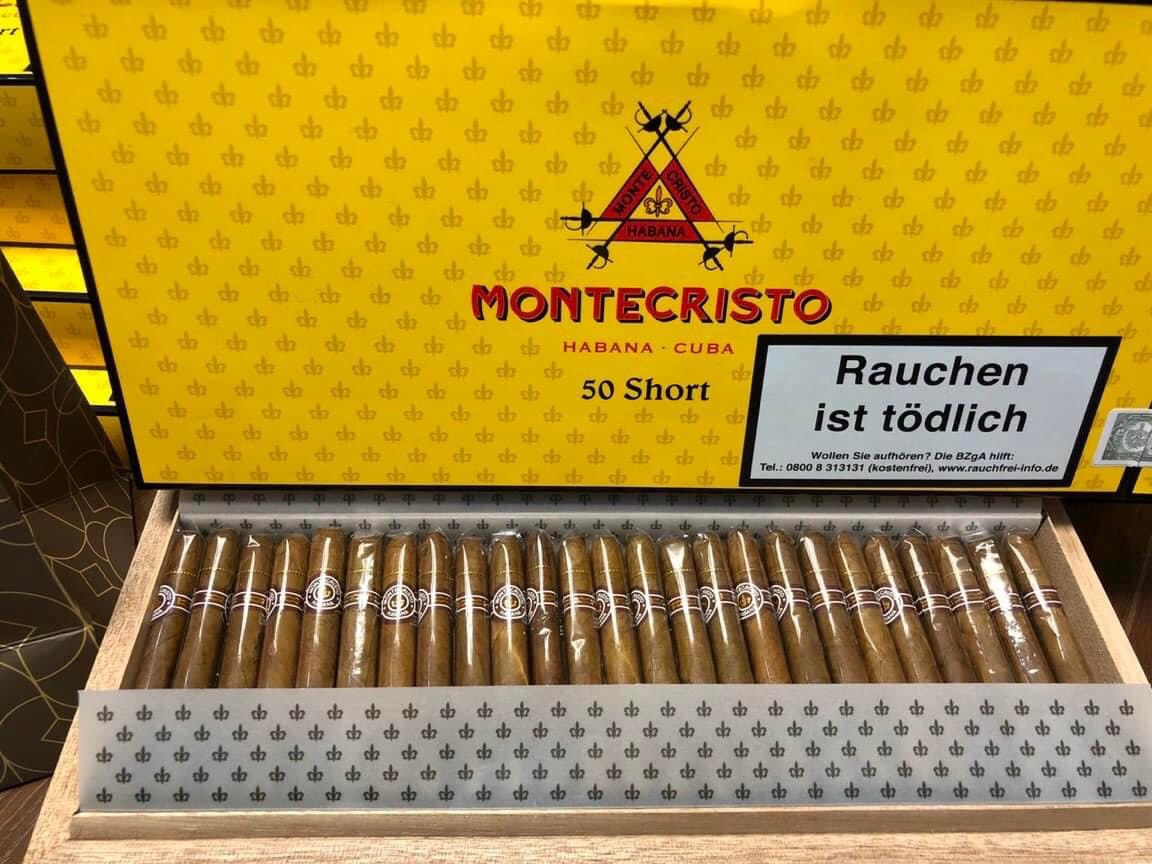 MONTE CRISTO
HABANA
MONTECRISTO
HABANA · CUBA
50 Short
Rauchen
ist tödlich
Wollen Sie aufhören? Die BZgA hilft:
Tel.: 0800 8 313131 (kostenfrei), www.rauchfrei-info.de